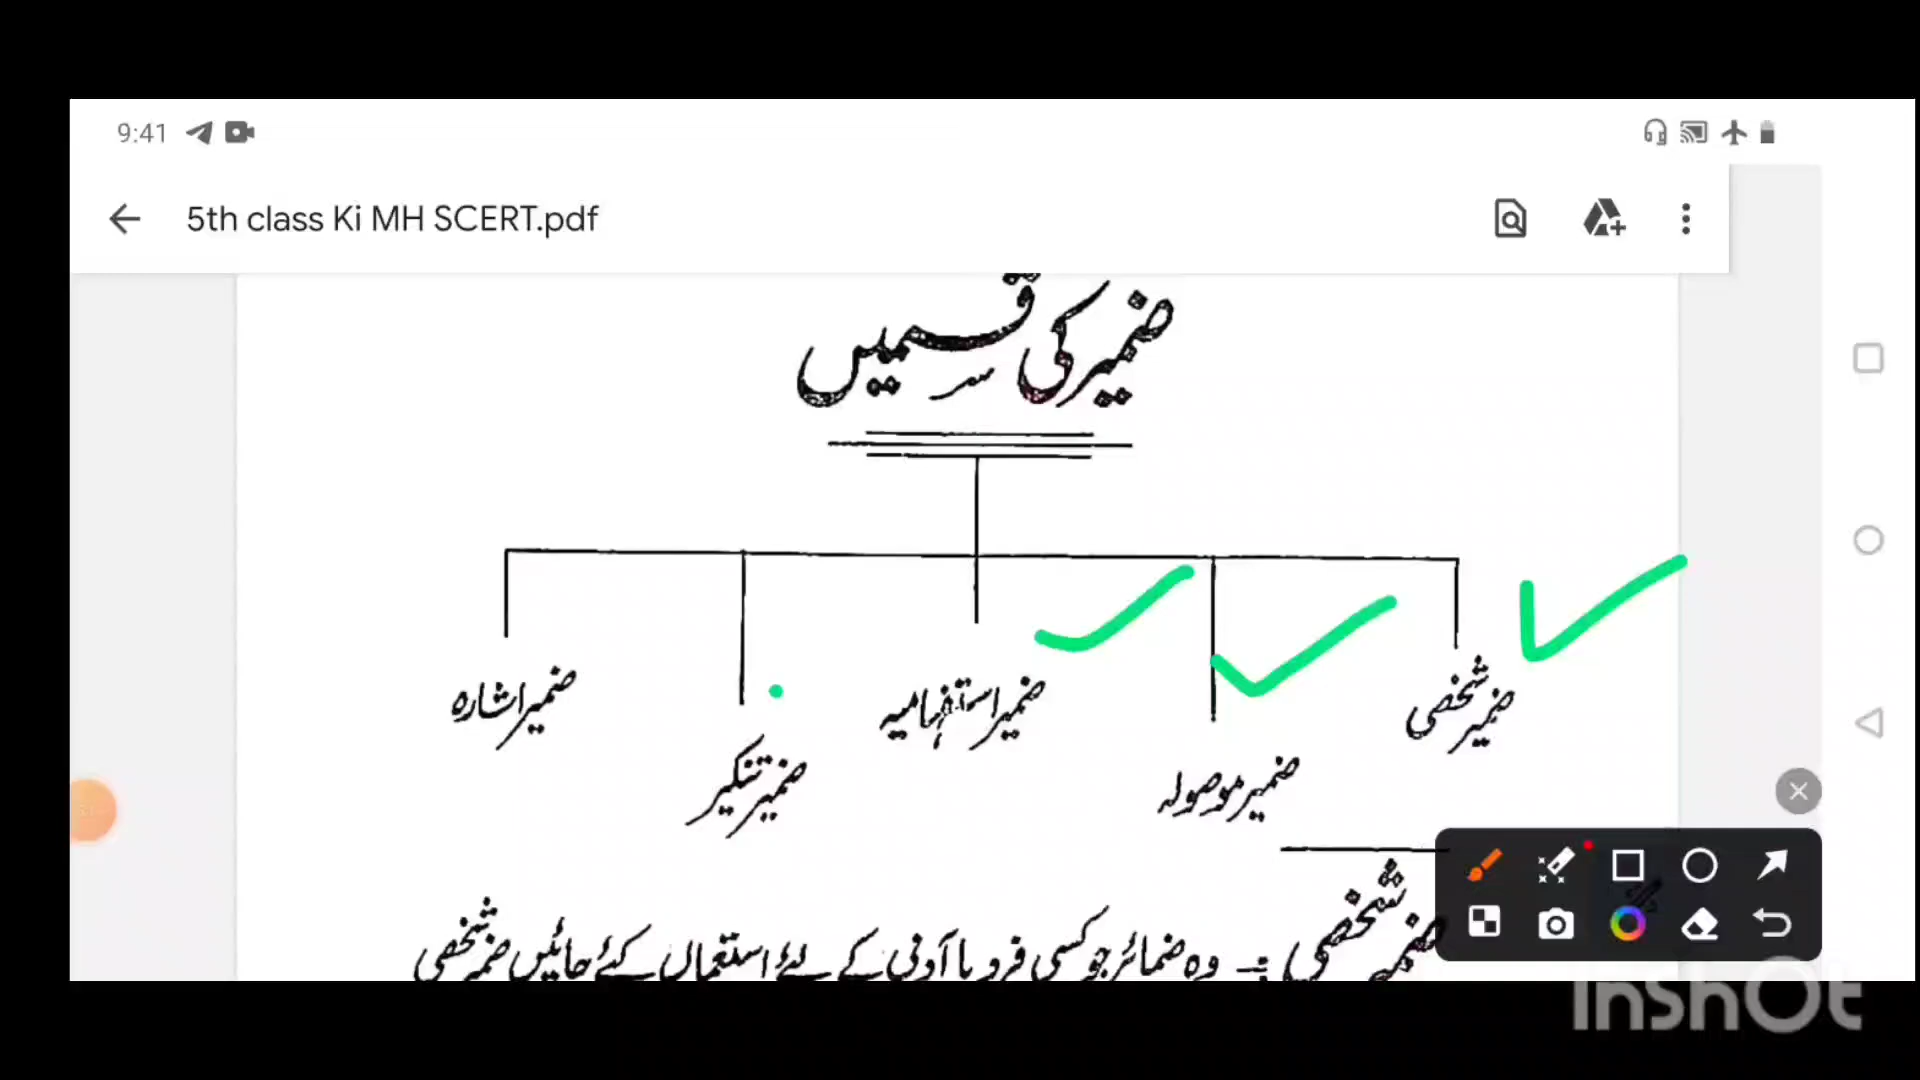 9:41
5th class Ki MH SCERT.pdf
ضمیر کی قسمیں
ضمیر شخصی
ضمیر موصولہ
ضمیر استفہامیہ
ضمیر تنکیر
ضمیر اشارہ
ضمیر شخصی :- وہ ضمائر جو کسی فرد یا آدمی کے لئے استعمال کئے جائیں ضمیر شخصی
InShOt